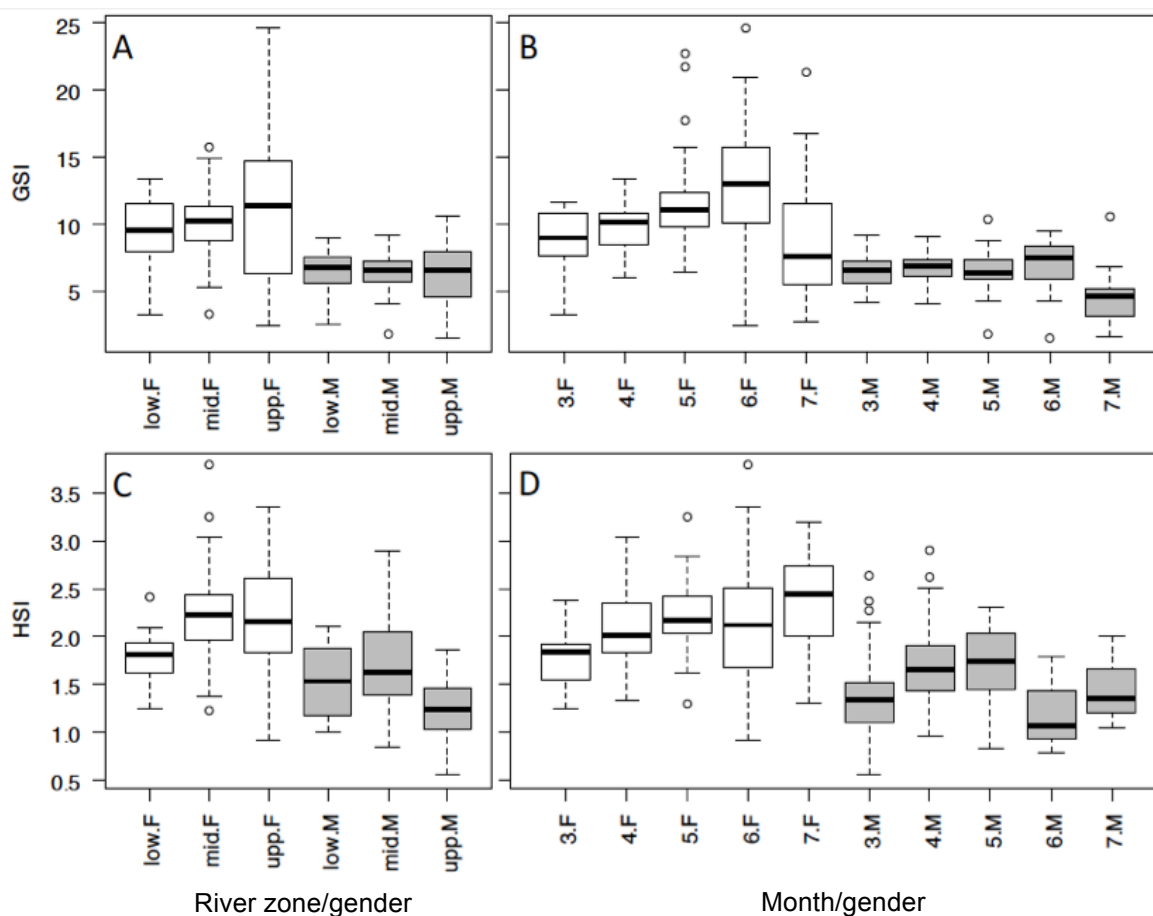 A
B
GSI
25
20
15
10
5
low.F
mid.F
upp.F
low.M
mid.M
upp.M
3.F
4.F
5.F
6.F
7.F
3.M
4.M
5.M
6.M
7.M
C
D
HSI
3.5
3.0
2.5
2.0
1.5
1.0
0.5
low.F
mid.F
upp.F
low.M
mid.M
upp.M
3.F
4.F
5.F
6.F
7.F
3.M
4.M
5.M
6.M
7.M
River zone/gender
Month/gender